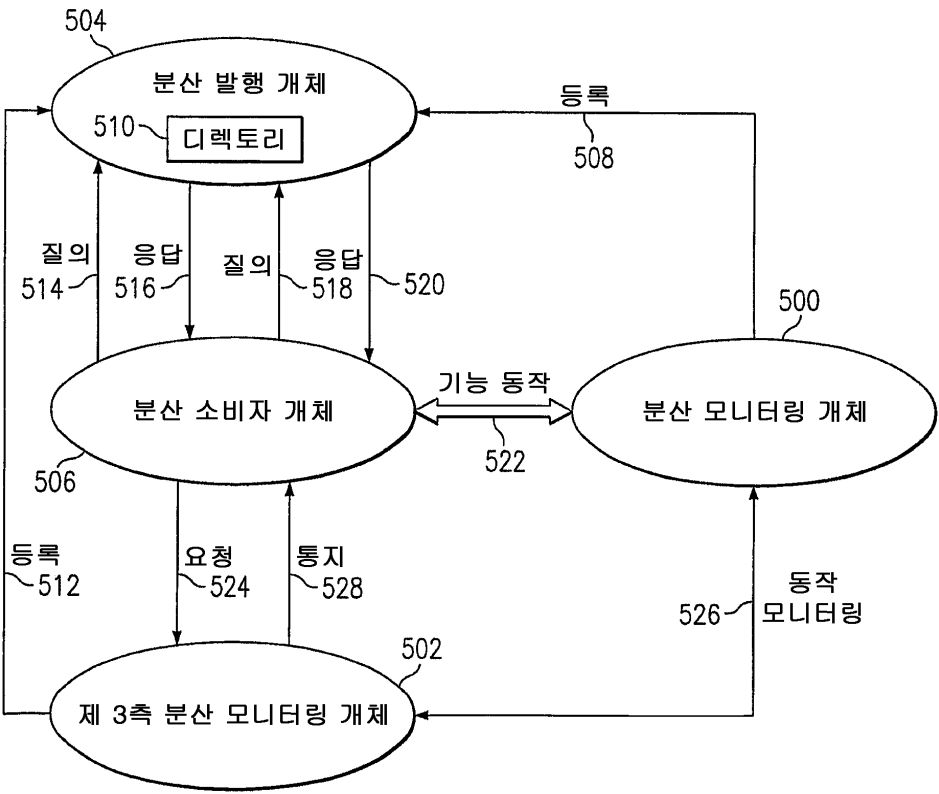 504
분산 발행 개체
510
디렉토리
등록
508
질의
514
응답
516
질의
518
응답
520
500
분산 소비자 개체
506
기능 동작
522
분산 모니터링 개체
등록
512
요청
524
통지
528
526
동작
모니터링
502
제 3측 분산 모니터링 개체